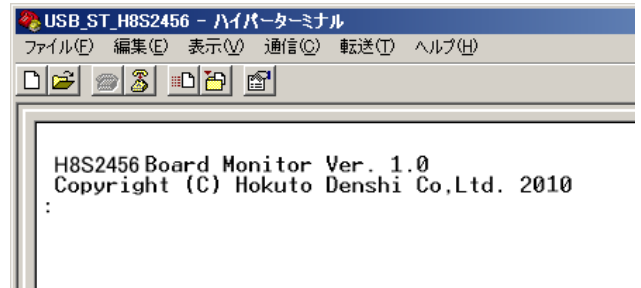 USB_ST_H8S2456 - ハイパーターミナル
ファイル(F) 編集(E) 表示(V) 通信(C) 転送(T) ヘルプ(H)
H8S2456 Board Monitor Ver. 1.0
Copyright (C) Hokuto Denshi Co,Ltd. 2010
: